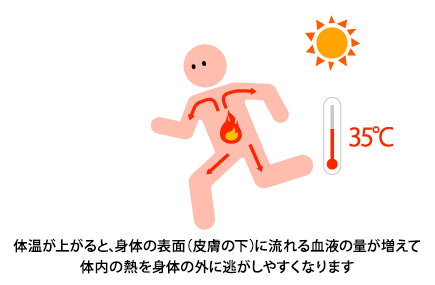 35℃
体温が上がると、身体の表面（皮膚の下）に流れる血液の量が増えて
体内の熱を身体の外に逃がしやすくなります